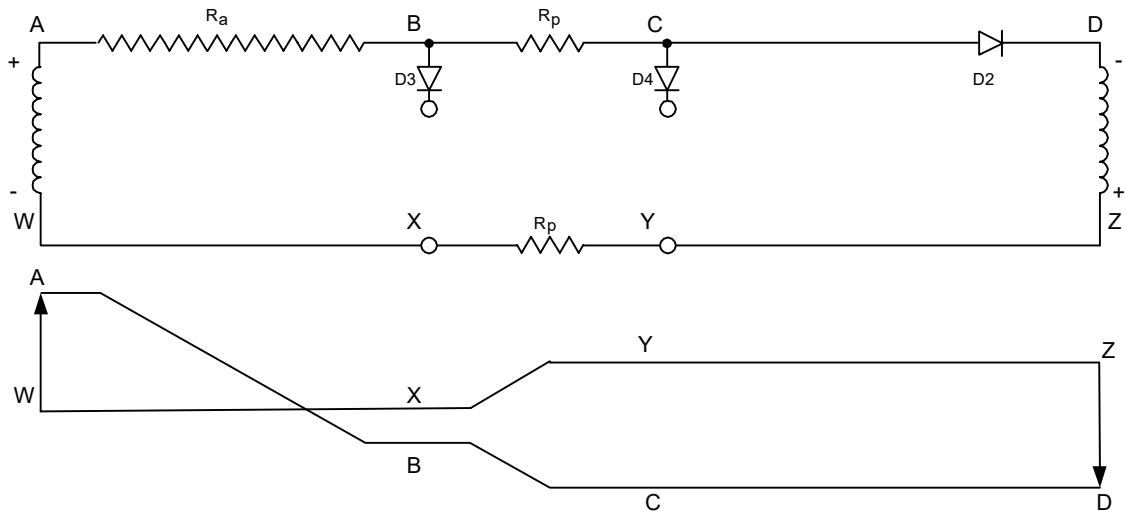 A Ra B Rp C D
+ D3 D4 D2 -
- +
W X Rp Y Z
A
Y Z
W X
B
C D